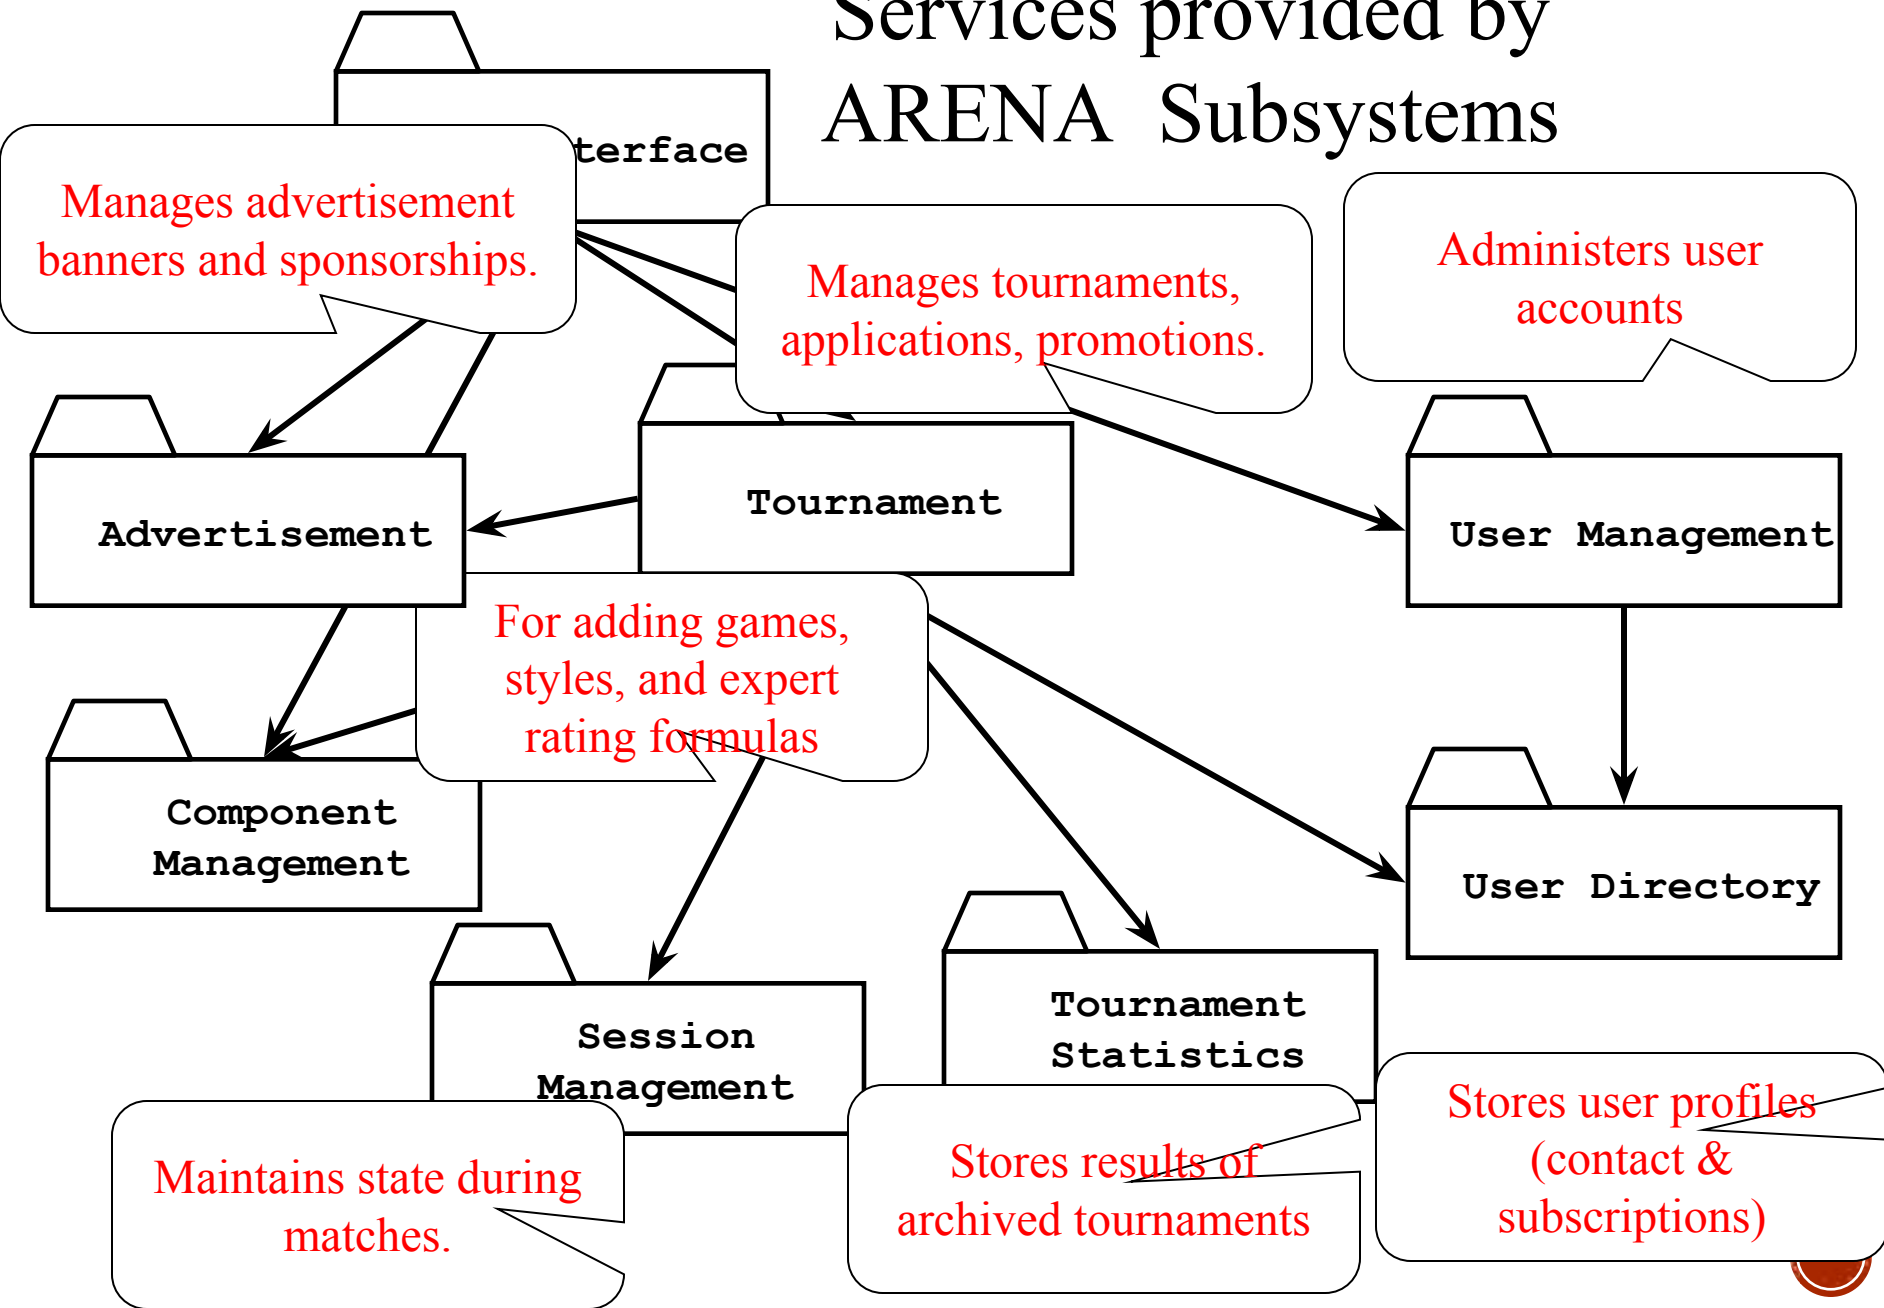 Services provided by
ARENA Subsystems
terface
Manages advertisement
banners and sponsorships.
Manages tournaments,
applications, promotions.
Administers user
accounts
Advertisement
Tournament
User Management
For adding games,
styles, and expert
rating formulas
Component
Management
User Directory
Session
Management
Tournament
Statistics
Maintains state during
matches.
Stores results of
archived tournaments
Stores user profiles
(contact &
subscriptions)